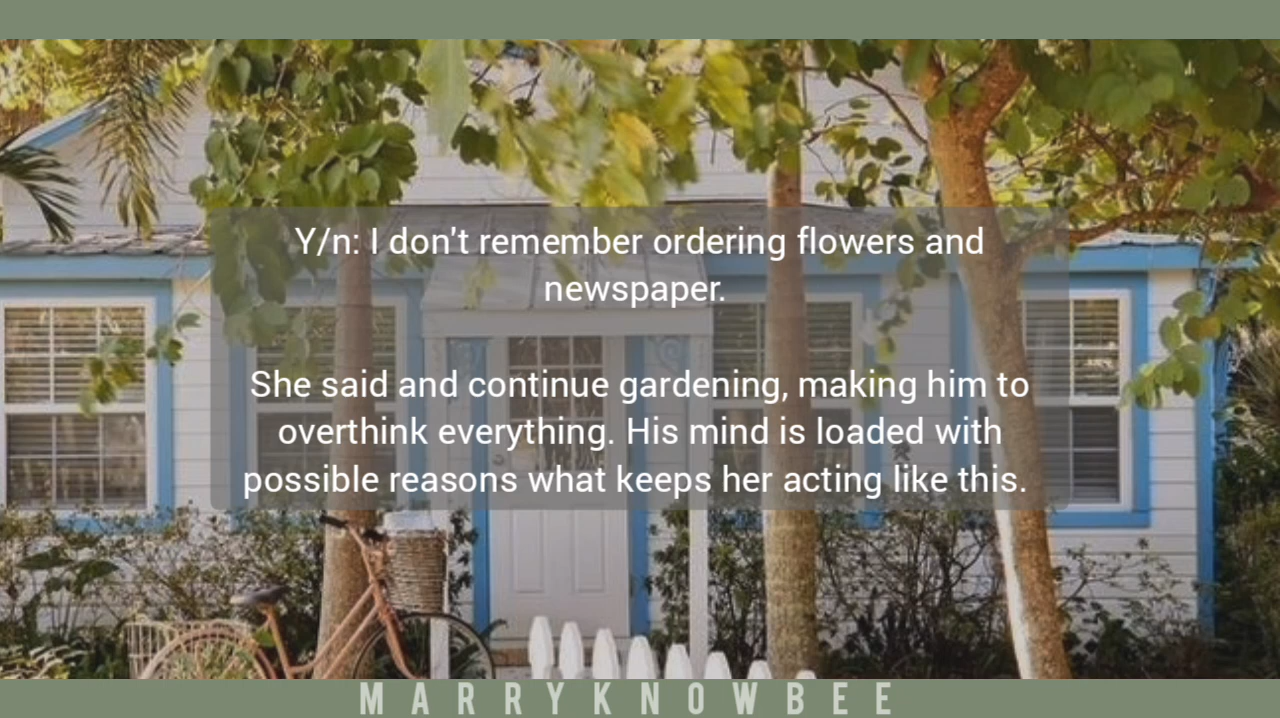 Y/n: I don't remember ordering flowers and
newspaper.
She said and continue gardening, making him to
overthink everything. His mind is loaded with
possible reasons what keeps her acting like this.
MARRYKNOWBEE